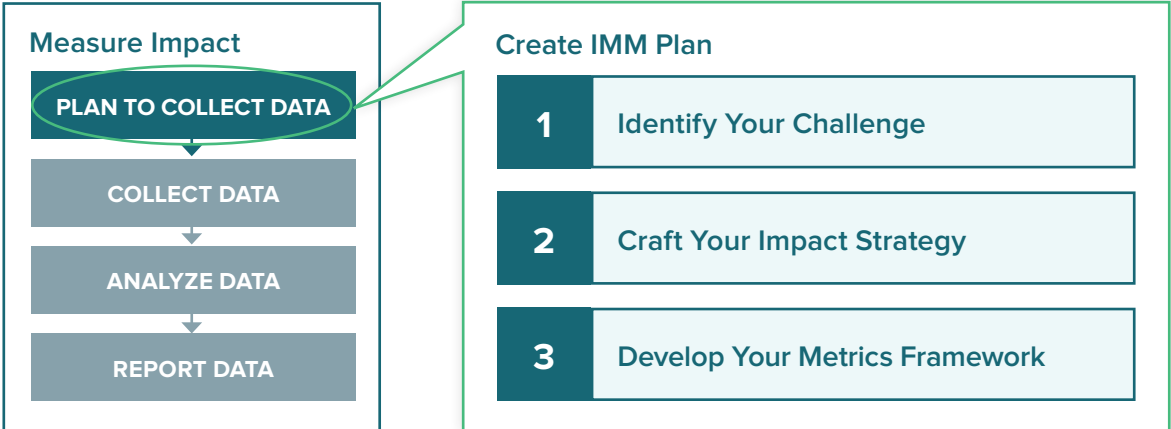 Measure Impact
PLAN TO COLLECT DATA
COLLECT DATA
ANALYZE DATA
REPORT DATA
Create IMM Plan
1 Identify Your Challenge
2 Craft Your Impact Strategy
3 Develop Your Metrics Framework